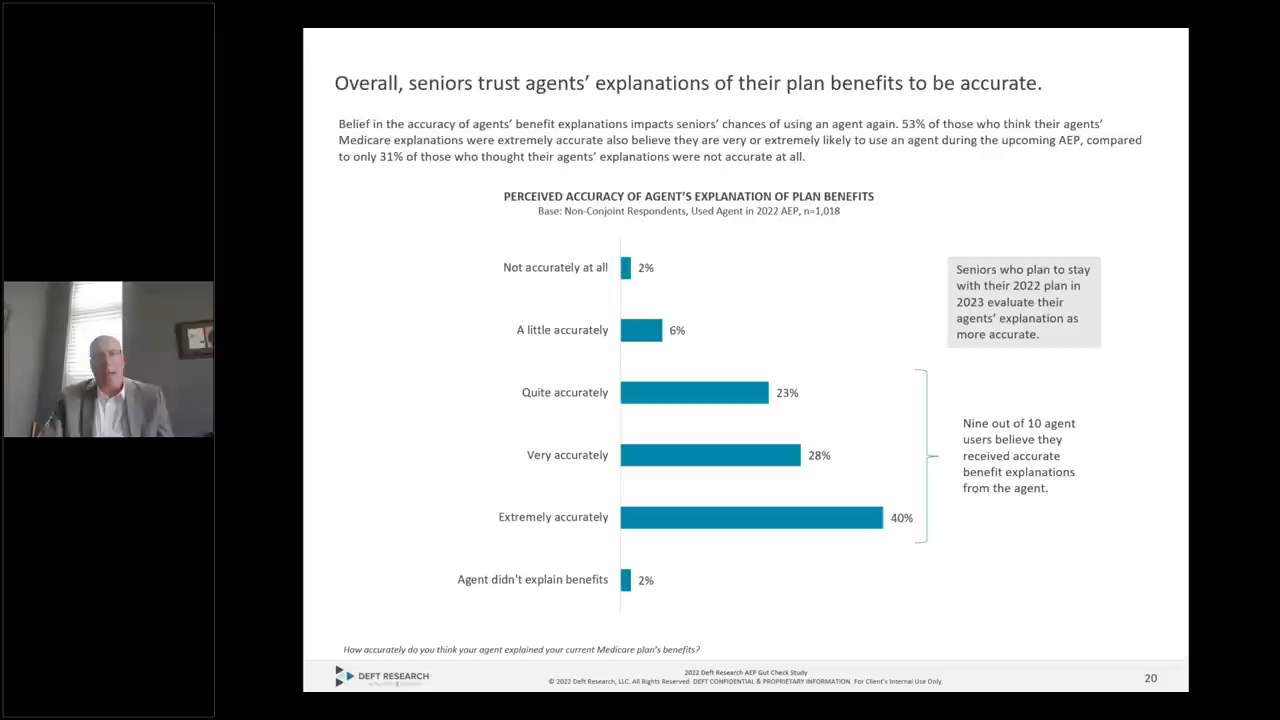 Overall, seniors trust agents’ explanations of their plan benefits to be accurate.
Belief in the accuracy of agents’ benefit explanations impacts seniors’ chances of using an agent again. 53% of those who think their agents’
Medicare explanations were extremely accurate also believe they are very or extremely likely to use an agent during the upcoming AEP, compared
to only 31% of those who thought their agents’ explanations were not accurate at all.
PERCEIVED ACCURACY OF AGENT’S EXPLANATION OF PLAN BENEFITS
Base: Non-Conjoint Respondents, Used Agent in 2022 AEP, n=1,018
Not accurately at all 2%
A little accurately 6%
Quite accurately 23%
Very accurately 28%
Extremely accurately 40%
Agent didn't explain benefits 2%
Seniors who plan to stay
with their 2022 plan in
2023 evaluate their
agents’ explanation as
more accurate.
Nine out of 10 agent
users believe they
received accurate
benefit explanations
from the agent.
How accurately do you think your agent explained your current Medicare plan’s benefits?
DEFT RESEARCH
2022 Deft Research AEP Gut Check Study
© 2022 Deft Research, LLC. All Rights Reserved. DEFT CONFIDENTIAL & PROPRIETARY INFORMATION. For Client’s Internal Use Only.
20